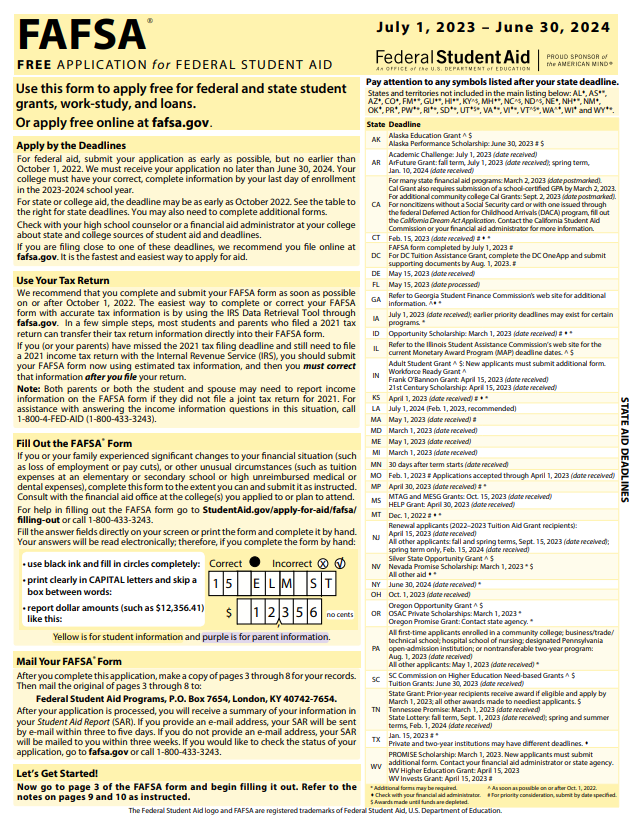 FAFSA®
FREE APPLICATION for FEDERAL STUDENT AID
July 1, 2023 – June 30, 2024
Federal Student Aid
An OFFICE of the U.S. DEPARTMENT of EDUCATION
PROUD SPONSOR of
the AMERICAN MIND®
Use this form to apply free for federal and state student
grants, work-study, and loans.
Or apply free online at fafsa.gov.
Apply by the Deadlines
For federal aid, submit your application as early as possible, but no earlier than
October 1, 2022. We must receive your application no later than June 30, 2024. Your
college must have your correct, complete information by your last day of enrollment
in the 2023-2024 school year.
For state or college aid, the deadline may be as early as October 2022. See the table to
the right for state deadlines. You may also need to complete additional forms.
Check with your high school counselor or a financial aid administrator at your college
about state and college sources of student aid and deadlines.
If you are filing close to one of these deadlines, we recommend you file online at
fafsa.gov. It is the fastest and easiest way to apply for aid.
Use Your Tax Return
We recommend that you complete and submit your FAFSA form as soon as possible
on or after October 1, 2022. The easiest way to complete or correct your FAFSA
form with accurate tax information is by using the IRS Data Retrieval Tool through
fafsa.gov. In a few simple steps, most students and parents who filed a 2021 tax
return can transfer their tax return information directly into their FAFSA form.
If you (or your parents) have missed the 2021 tax filing deadline and still need to file
a 2021 income tax return with the Internal Revenue Service (IRS), you should submit
your FAFSA form now using estimated tax information, and then you must correct
that information after you file your return.
Note: Both parents or both the student and spouse may need to report income
information on the FAFSA form if they did not file a joint tax return for 2021. For
assistance with answering the income information questions in this situation, call
1-800-4-FED-AID (1-800-433-3243).
Fill Out the FAFSA® Form
If you or your family experienced significant changes to your financial situation (such
as loss of employment or pay cuts), or other unusual circumstances (such as tuition
expenses at an elementary or secondary school or high unreimbursed medical or
dental expenses), complete this form to the extent you can and submit it as instructed.
Consult with the financial aid office at the college(s) you applied to or plan to attend.
For help in filling out the FAFSA form go to StudentAid.gov/apply-for-aid/fafsa/
filling-out or call 1-800-433-3243.
Fill the answer fields directly on your screen or print the form and complete it by hand.
Your answers will be read electronically; therefore, if you complete the form by hand:
• use black ink and fill in circles completely:
Correct Incorrect
• print clearly in CAPITAL letters and skip a
box between words:
15 ELM ST
• report dollar amounts (such as $12,356.41)
like this:
$ 12,356 no cents
Yellow is for student information and purple is for parent information.
Mail Your FAFSA® Form
After you complete this application, make a copy of pages 3 through 8 for your records.
Then mail the original of pages 3 through 8 to:
Federal Student Aid Programs, P.O. Box 7654, London, KY 40742-7654.
After your application is processed, you will receive a summary of your information in
your Student Aid Report (SAR). If you provide an e-mail address, your SAR will be sent
by e-mail within three to five days. If you do not provide an e-mail address, your SAR
will be mailed to you within three weeks. If you would like to check the status of your
application, go to fafsa.gov or call 1-800-433-3243.
Let's Get Started!
Now go to page 3 of the FAFSA form and begin filling it out. Refer to the
notes on pages 9 and 10 as instructed.
Pay attention to any symbols listed after your state deadline.
States and territories not included in the main listing below: AL•, AS*•,
AZ•, CO•, FM*•, GU*•, HI*•, KY^$, MH*•, NC^$, ND^$, NE•, NH*•, NM•,
OK•, PR•, PW*•, RI*•, SD•, UT*$•, VA*•, VI*•, VT^$*, WA^•, WI• and WY*•.
State Deadline
AK Alaska Education Grant ^ $
Alaska Performance Scholarship: June 30, 2023 # $
AR Academic Challenge: July 1, 2023 (date received)
ArFuture Grant: fall term, July 1, 2023 (date received); spring term,
Jan. 10, 2024 (date received)
CA For many state financial aid programs: March 2, 2023 (date postmarked).
Cal Grant also requires submission of a school-certified GPA by March 2, 2023.
For additional community college Cal Grants: Sept. 2, 2023 (date postmarked).
For noncitizens without a Social Security card or with one issued through
the federal Deferred Action for Childhood Arrivals (DACA) program, fill out
the California Dream Act Application. Contact the California Student Aid
Commission or your financial aid administrator for more information.
CT Feb. 15, 2023 (date received) # • *
DC FAFSA form completed by July 1, 2023 #
For DC Tuition Assistance Grant, complete the DC OneApp and submit
supporting documents by Aug. 1, 2023. #
DE May 15, 2023 (date received)
FL May 15, 2023 (date processed)
GA Refer to Georgia Student Finance Commission's web site for additional
information. ^ • *
IA July 1, 2023 (date received); earlier priority deadlines may exist for certain
programs. *
ID Opportunity Scholarship: March 1, 2023 (date received) # • *
IL Refer to the Illinois Student Assistance Commission's web site for the
current Monetary Award Program (MAP) deadline dates. ^ $
IN Adult Student Grant ^ $: New applicants must submit additional form.
Workforce Ready Grant ^
Frank O'Bannon Grant: April 15, 2023 (date received)
21st Century Scholarship: April 15, 2023 (date received)
KS April 1, 2023 (date received) # • *
LA July 1, 2024 (Feb. 1, 2023, recommended)
MA May 1, 2023 (date received) #
MD March 1, 2023 (date received)
ME May 1, 2023 (date received)
MI March 1, 2023 (date received)
MN 30 days after term starts (date received)
MO Feb. 1, 2023 # Applications accepted through April 1, 2023 (date received)
MP April 30, 2023 (date received) # *
MS MTAG and MESG Grants: Oct. 15, 2023 (date received)
HELP Grant: April 30, 2023 (date received)
MT Dec. 1, 2022 # • *
NJ Renewal applicants (2022–2023 Tuition Aid Grant recipients):
April 15, 2023 (date received)
All other applicants: fall and spring terms, Sept. 15, 2023 (date received);
spring term only, Feb. 15, 2024 (date received)
NV Silver State Opportunity Grant ^ $
Nevada Promise Scholarship: March 1, 2023 * $
All other aid • *
NY June 30, 2024 (date received) *
OH Oct. 1, 2023 (date received)
OR Oregon Opportunity Grant ^ $
OSAC Private Scholarships: March 1, 2023 *
Oregon Promise Grant: Contact state agency. *
PA All first-time applicants enrolled in a community college; business/trade/
technical school; hospital school of nursing; designated Pennsylvania
open-admission institution; or nontransferable two-year program:
Aug. 1, 2023 (date received)
All other applicants: May 1, 2023 (date received) *
SC SC Commission on Higher Education Need-based Grants ^ $
Tuition Grants: June 30, 2023 (date received)
TN State Grant: Prior-year recipients receive award if eligible and apply by
March 1, 2023; all other awards made to neediest applicants. $
Tennessee Promise: March 1, 2023 (date received)
State Lottery: fall term, Sept. 1, 2023 (date received); spring and summer
terms, Feb. 1, 2024 (date received)
TX Jan. 15, 2023 # *
Private and two-year institutions may have different deadlines. •
WV PROMISE Scholarship: March 1, 2023. New applicants must submit
additional form. Contact your financial administrator or state agency.
WV Higher Education Grant: April 15, 2023
WV Invests Grant: April 15, 2023 #
* Additional forms may be required.
• Check with your financial aid administrator.
$ Awards made until funds are depleted.
^ As soon as possible on or after Oct. 1, 2022.
# For priority consideration, submit by date specified.
STATE AID DEADLINES
The Federal Student Aid logo and FAFSA are registered trademarks of Federal Student Aid, U.S. Department of Education.